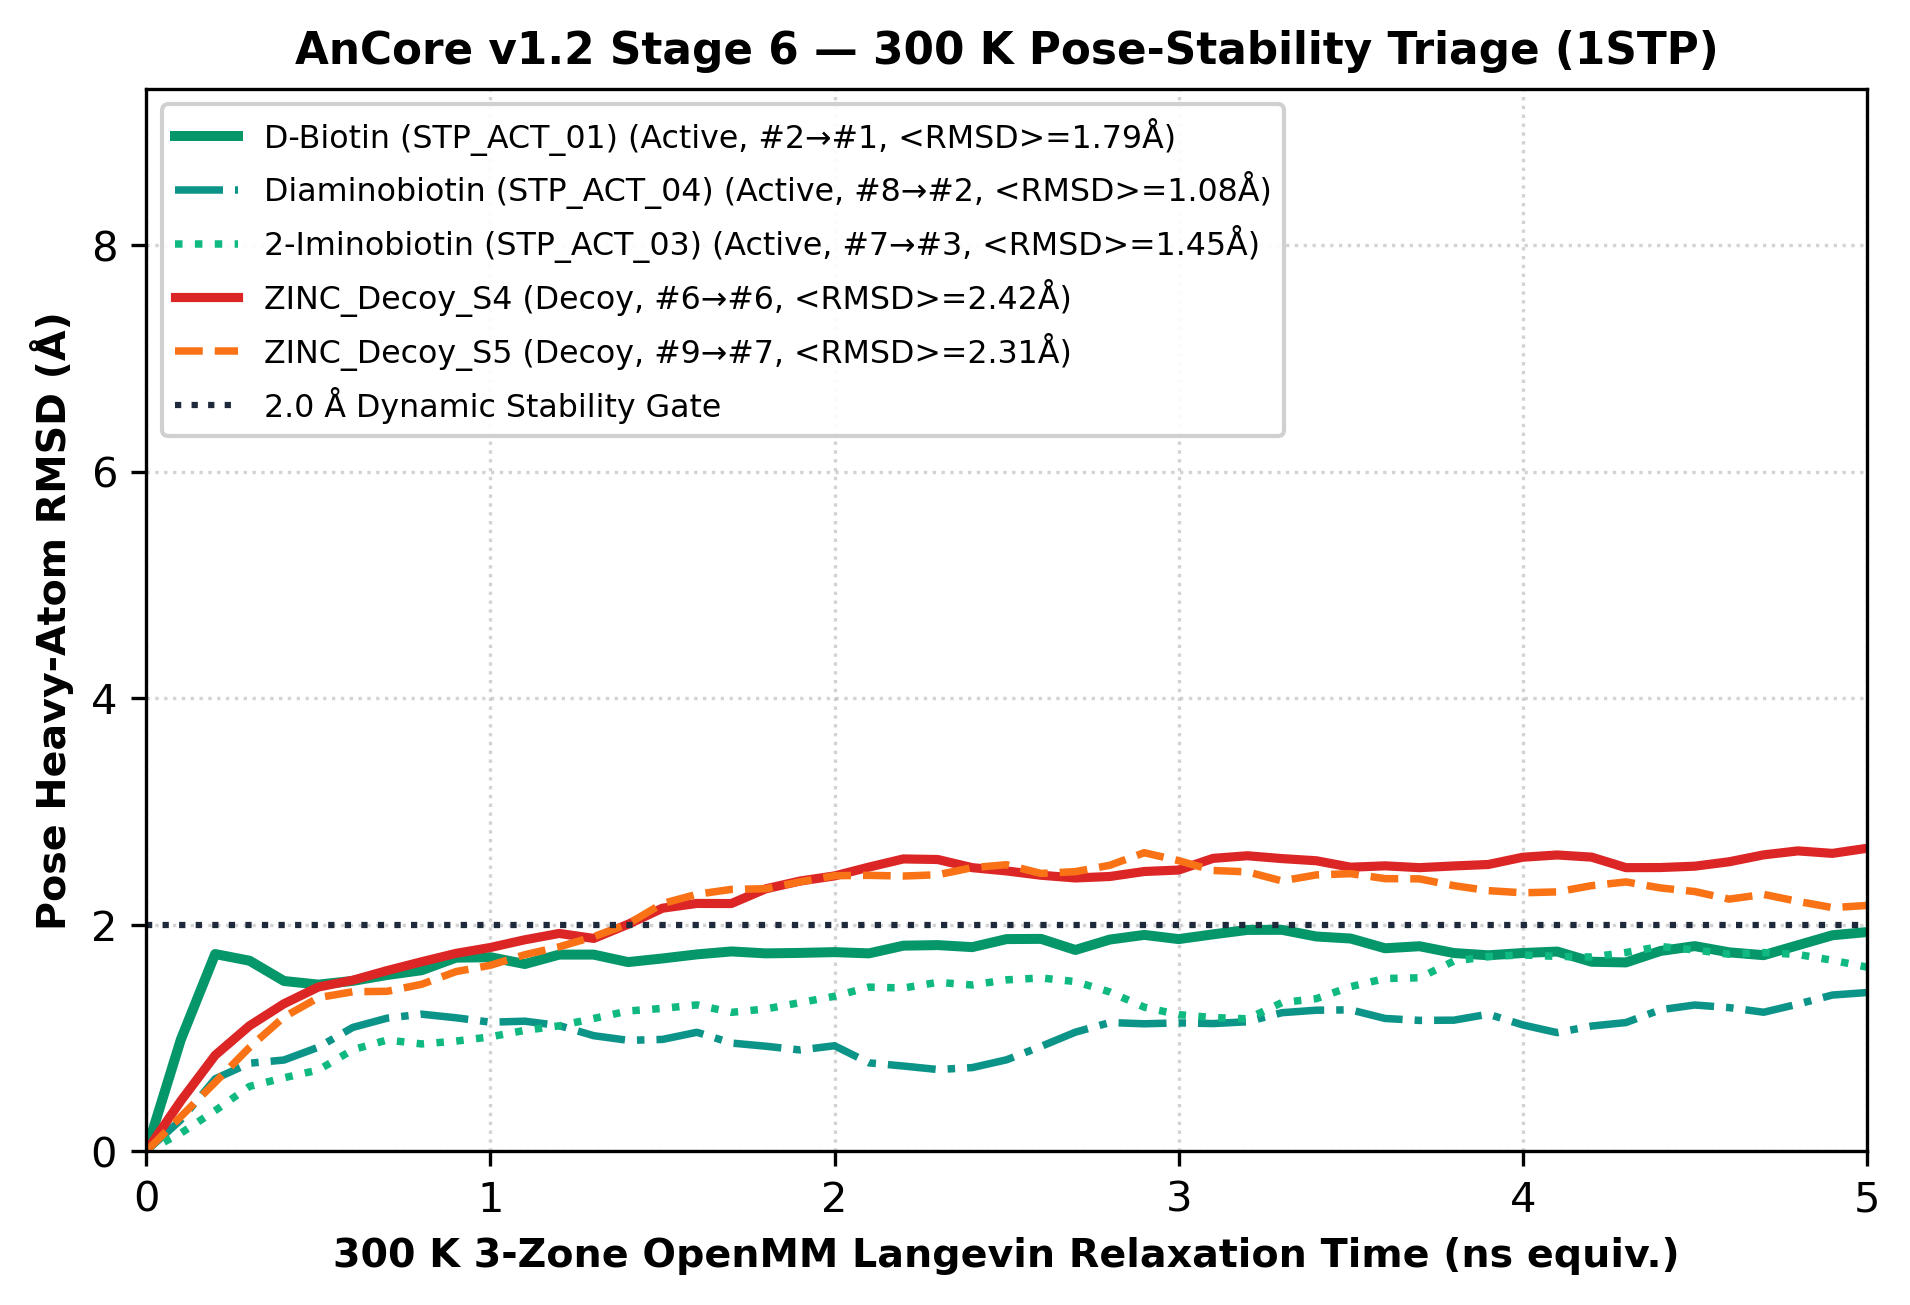 AnCore v1.2 Stage 6 — 300 K Pose-Stability Triage (1STP)
D-Biotin (STP_ACT_01) (Active, #2→#1, <RMSD>=1.79Å)
Diaminobiotin (STP_ACT_04) (Active, #8→#2, <RMSD>=1.08Å)
2-Iminobiotin (STP_ACT_03) (Active, #7→#3, <RMSD>=1.45Å)
ZINC_Decoy_S4 (Decoy, #6→#6, <RMSD>=2.42Å)
ZINC_Decoy_S5 (Decoy, #9→#7, <RMSD>=2.31Å)
2.0 Å Dynamic Stability Gate
Pose Heavy-Atom RMSD (Å)
8
6
4
2
0
0 1 2 3 4 5
300 K 3-Zone OpenMM Langevin Relaxation Time (ns equiv.)